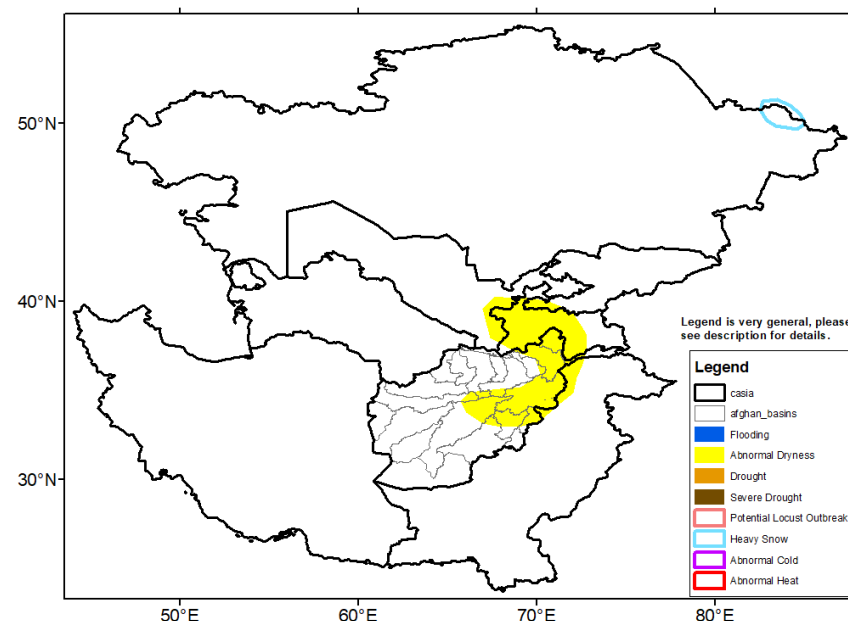 50°N
40°N
30°N
50°E
60°E
70°E
80°E
Legend is very general, please
see description for details.
Legend
casia
afghan_basins
Flooding
Abnormal Dryness
Drought
Severe Drought
Potential Locust Outbreak
Heavy Snow
Abnormal Cold
Abnormal Heat